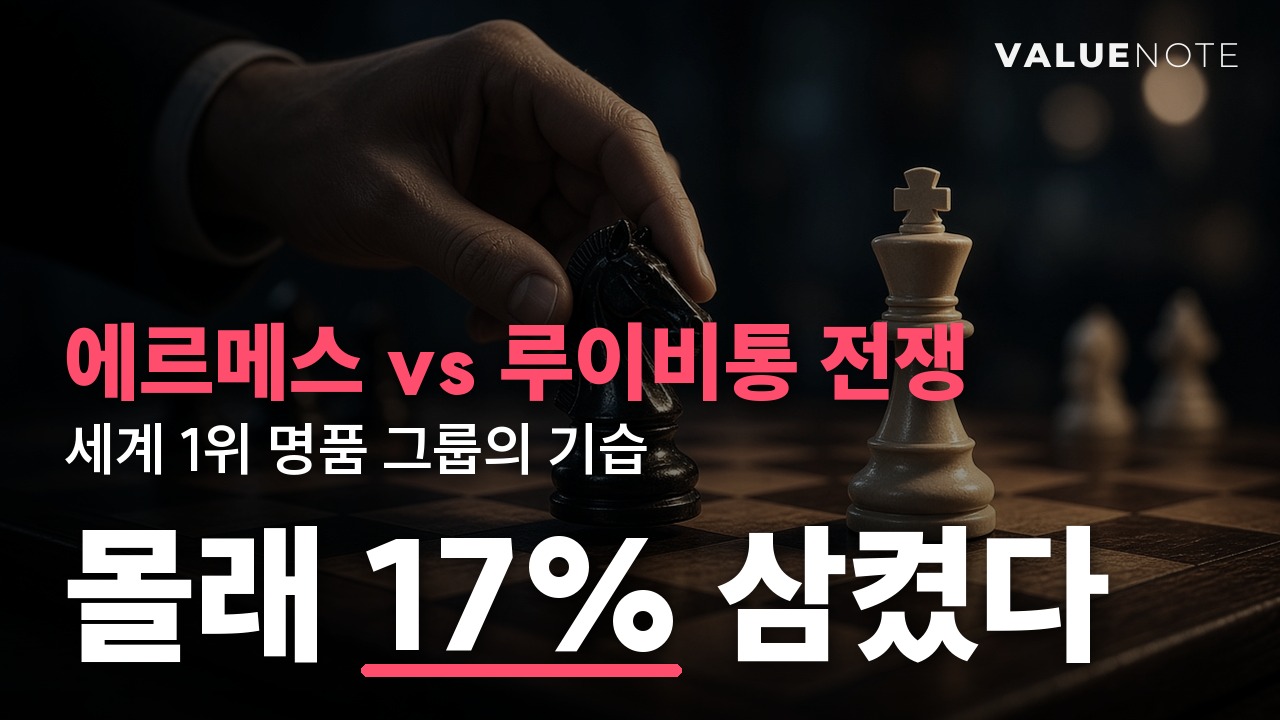 VALUENOTE
에르메스 vs 루이비통 전쟁
세계 1위 명품 그룹의 기습
몰래 17% 삼켰다